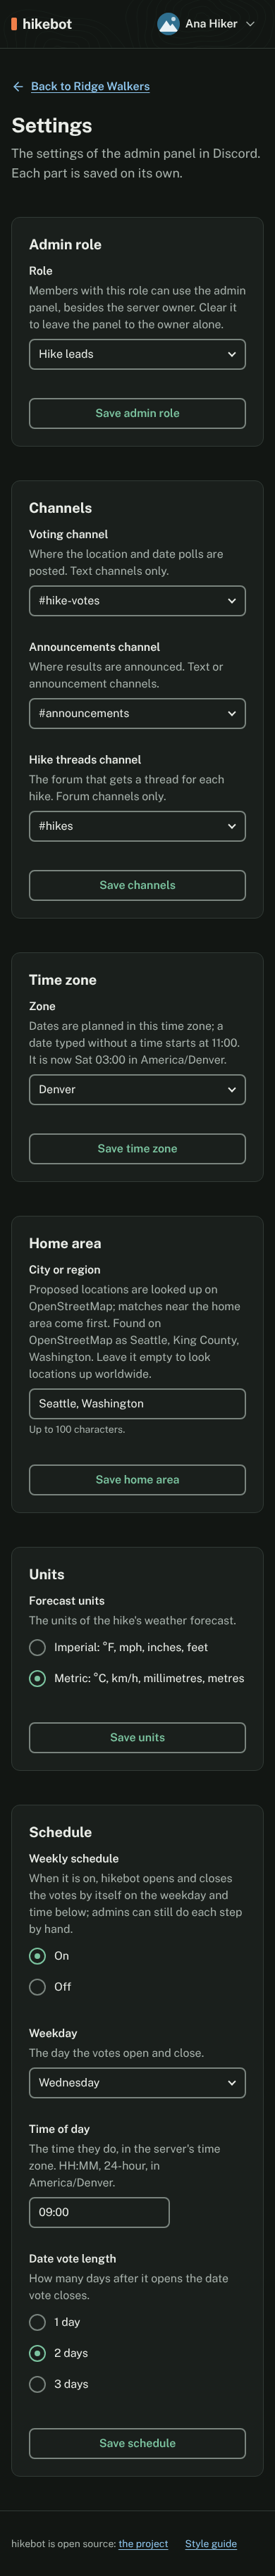 hikebot
Ana Hiker
Back to Ridge Walkers
Settings
The settings of the admin panel in Discord.
Each part is saved on its own.
Admin role
Role
Members with this role can use the admin
panel, besides the server owner. Clear it
to leave the panel to the owner alone.
Hike leads
Save admin role
Channels
Voting channel
Where the location and date polls are
posted. Text channels only.
#hike-votes
Announcements channel
Where results are announced. Text or
announcement channels.
#announcements
Hike threads channel
The forum that gets a thread for each
hike. Forum channels only.
#hikes
Save channels
Time zone
Zone
Dates are planned in this time zone; a
date typed without a time starts at 11:00.
It is now Sat 03:00 in America/Denver.
Denver
Save time zone
Home area
City or region
Proposed locations are looked up on
OpenStreetMap; matches near the home
area come first. Found on
OpenStreetMap as Seattle, King County,
Washington. Leave it empty to look
locations up worldwide.
Seattle, Washington
Up to 100 characters.
Save home area
Units
Forecast units
The units of the hike's weather forecast.
Imperial: °F, mph, inches, feet
Metric: °C, km/h, millimetres, metres
Save units
Schedule
Weekly schedule
When it is on, hikebot opens and closes
the votes by itself on the weekday and
time below; admins can still do each step
by hand.
On
Off
Weekday
The day the votes open and close.
Wednesday
Time of day
The time they do, in the server's time
zone. HH:MM, 24-hour, in
America/Denver.
09:00
Date vote length
How many days after it opens the date
vote closes.
1 day
2 days
3 days
Save schedule
hikebot is open source: the project
Style guide